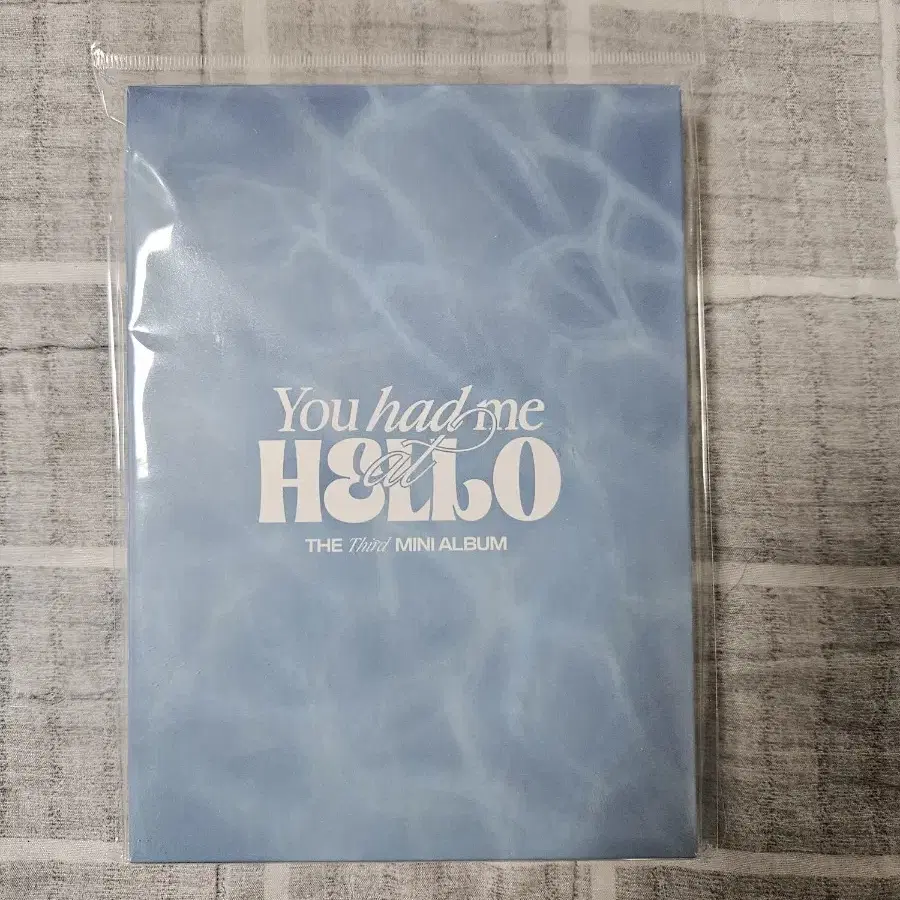 You had me
at
HELLO
THE Third MINI ALBUM